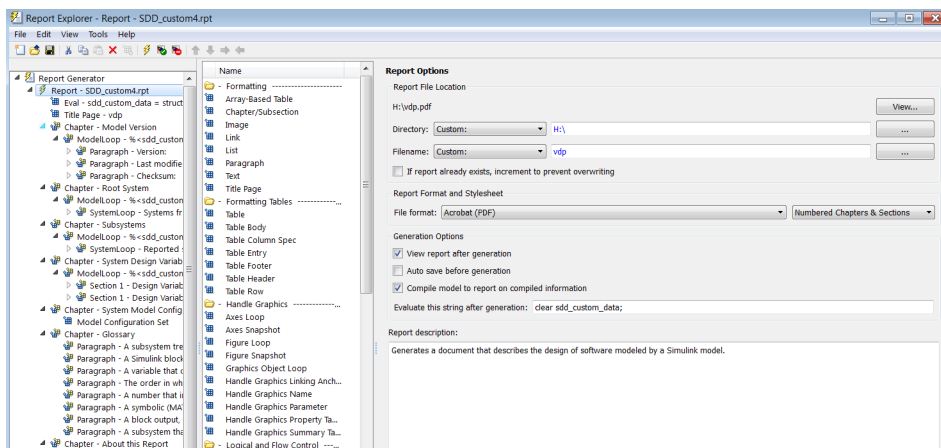 Report Explorer - Report - SDD_custom4.rpt
File Edit View Tools Help
Report Generator
Report - SDD_custom4.rpt
Eval - sdd_custom_data = struct
Title Page - vdp
Chapter - Model Version
ModelLoop - %<sdd_custon
Paragraph - Version:
Paragraph - Last modifie
Paragraph - Checksum:
Chapter - Root System
ModelLoop - %<sdd_custon
SystemLoop - Systems fr
Chapter - Subsystems
ModelLoop - %<sdd_custon
SystemLoop - Reported s
Chapter - System Design Variab
ModelLoop - %<sdd_custon
Section 1 - Design Variab
Section 1 - Design Variab
Chapter - System Model Config
Model Configuration Set
Chapter - Glossary
Paragraph - A subsystem tre
Paragraph - A Simulink block
Paragraph - A variable that c
Paragraph - The order in wh
Paragraph - A number that i
Paragraph - A symbolic (MA
Paragraph - A block output,
Paragraph - A subsystem tha
Chapter - About this Report
Name
- Formatting ----------------------
Array-Based Table
Chapter/Subsection
Image
Link
List
Paragraph
Text
Title Page
- Formatting Tables ------------...
Table
Table Body
Table Column Spec
Table Entry
Table Footer
Table Header
Table Row
- Handle Graphics -------------...
Axes Loop
Axes Snapshot
Figure Loop
Figure Snapshot
Graphics Object Loop
Handle Graphics Linking Anch...
Handle Graphics Name
Handle Graphics Parameter
Handle Graphics Property Ta...
Handle Graphics Summary Ta...
- Logical and Flow Control ---...
Report Options
Report File Location
H:\vdp.pdf View...
Directory: Custom: H:\ ...
Filename: Custom: vdp ...
If report already exists, increment to prevent overwriting
Report Format and Stylesheet
File format: Acrobat (PDF) Numbered Chapters & Sections
Generation Options
View report after generation
Auto save before generation
Compile model to report on compiled information
Evaluate this string after generation: clear sdd_custom_data;
Report description:
Generates a document that describes the design of software modeled by a Simulink model.